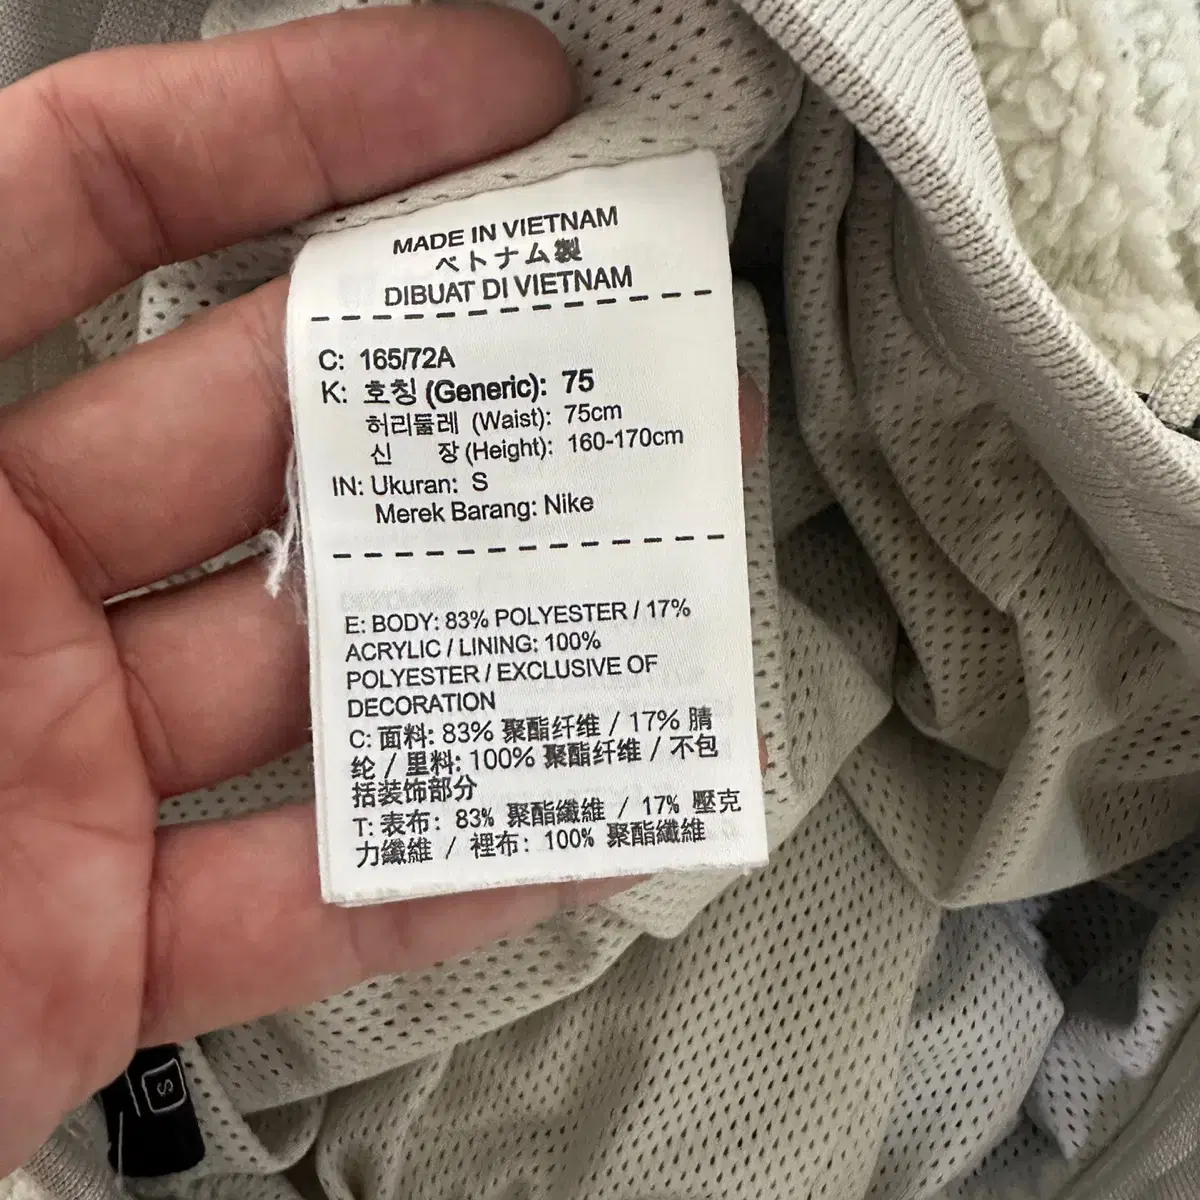 MADE IN VIETNAM
ベトナム製
DIBUAT DI VIETNAM
C: 165/72A
K: 호칭 (Generic): 75
허리둘레 (Waist): 75cm
신 장 (Height): 160-170cm
IN: Ukuran: S
Merek Barang: Nike
E: BODY: 83% POLYESTER / 17%
ACRYLIC / LINING: 100%
POLYESTER / EXCLUSIVE OF
DECORATION
C: 面料: 83% 聚酯纤维 / 17% 腈
纶 / 里料: 100% 聚酯纤维 / 不包
括装饰部分
T: 表布: 83% 聚酯纖維 / 17% 壓克
力纖維 / 裡布: 100% 聚酯纖維
S